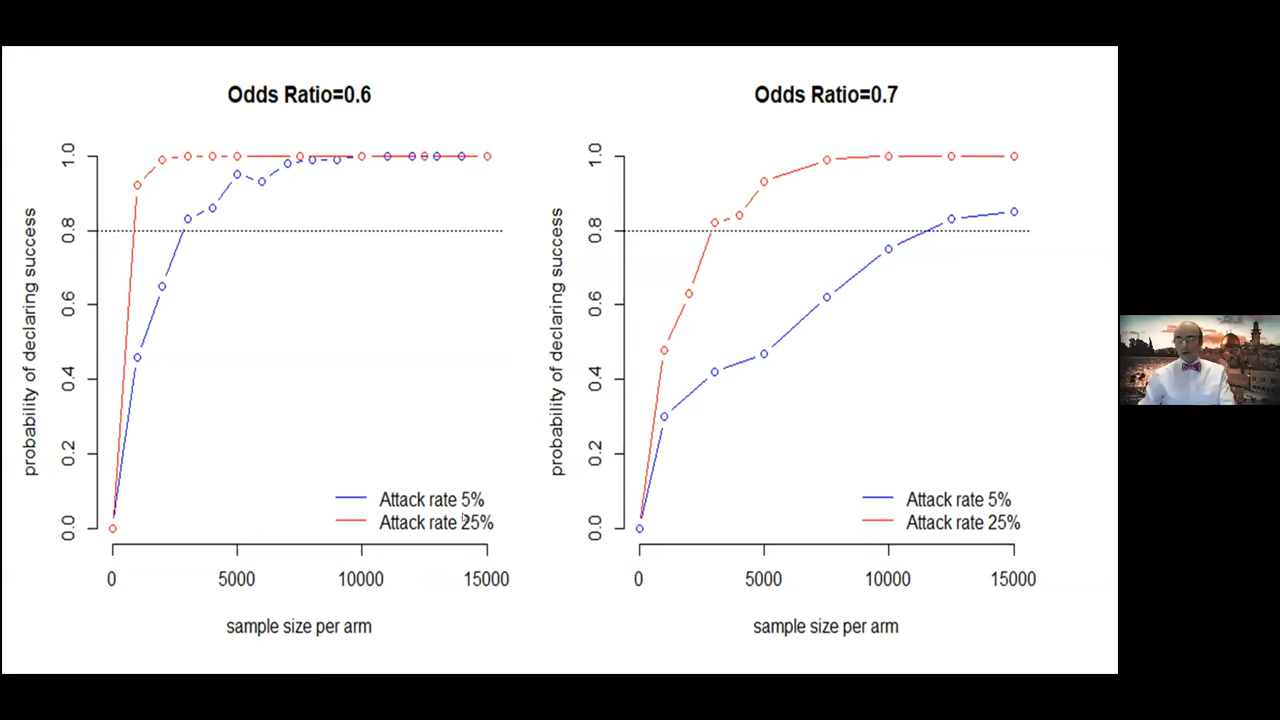 Odds Ratio=0.6
probability of declaring success
1.0
0.8
0.6
0.4
0.2
0.0
Attack rate 5%
Attack rate 25%
0 5000 10000 15000
sample size per arm
Odds Ratio=0.7
probability of declaring success
1.0
0.8
0.6
0.4
0.2
0.0
Attack rate 5%
Attack rate 25%
0 5000 10000 15000
sample size per arm